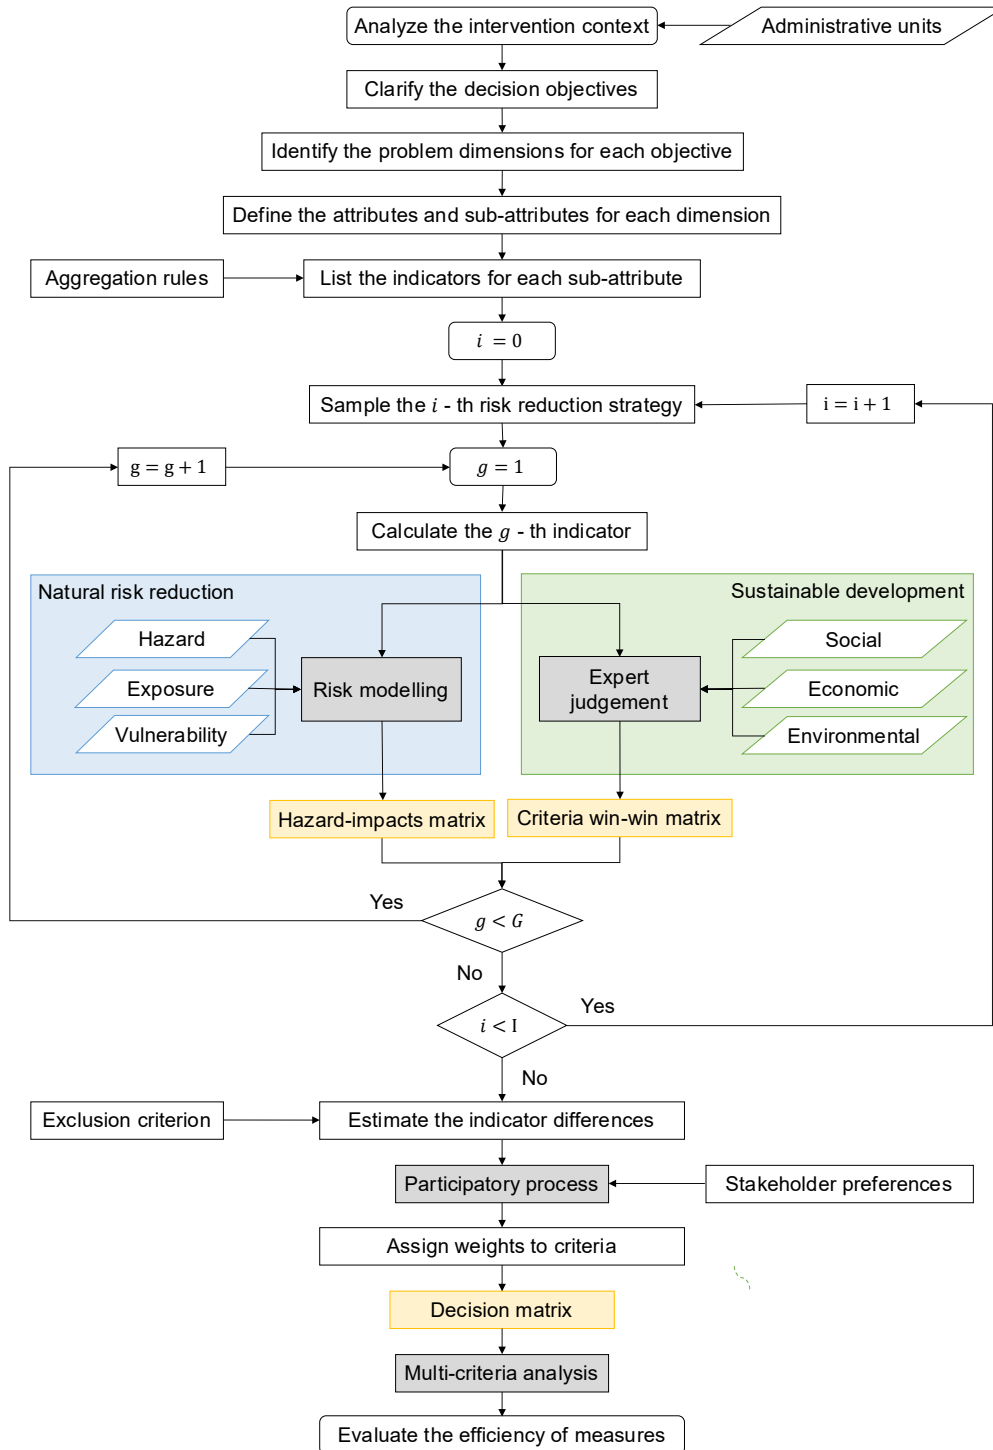 Analyze the intervention context
Administrative units
Clarify the decision objectives
Identify the problem dimensions for each objective
Define the attributes and sub-attributes for each dimension
Aggregation rules
List the indicators for each sub-attribute
i = 0
Sample the i - th risk reduction strategy
i = i + 1
g = g + 1
g = 1
Calculate the g - th indicator
Natural risk reduction
Sustainable development
Hazard
Social
Exposure
Risk modelling
Expert
judgement
Economic
Vulnerability
Environmental
Hazard-impacts matrix
Criteria win-win matrix
Yes
g < G
No
Yes
i < I
No
Exclusion criterion
Estimate the indicator differences
Participatory process
Stakeholder preferences
Assign weights to criteria
Decision matrix
Multi-criteria analysis
Evaluate the efficiency of measures